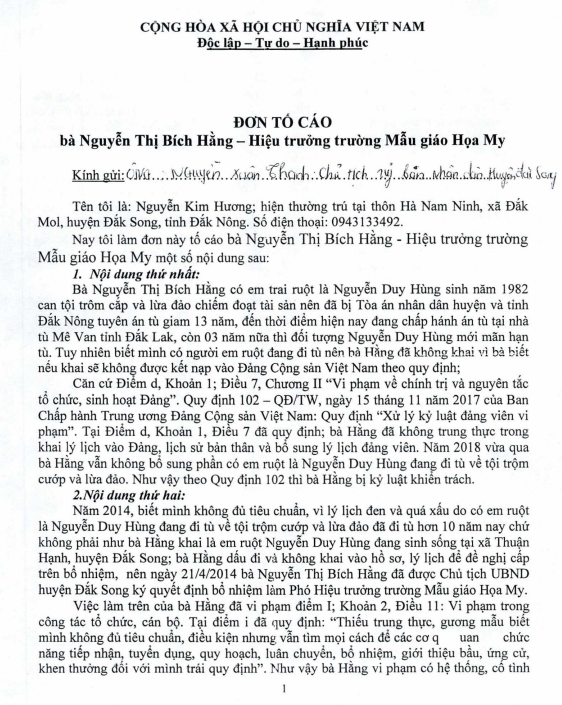 CỘNG HÒA XÃ HỘI CHỦ NGHĨA VIỆT NAM
Độc lập – Tự do – Hạnh phúc
ĐƠN TỐ CÁO
bà Nguyễn Thị Bích Hằng – Hiệu trưởng trường Mẫu giáo Họa My
Kính gửi: Nguyễn Xuân Thạch Chủ tịch Uỷ ban nhân dân Huyện Đắk Song
Tên tôi là: Nguyễn Kim Hương; hiện thường trú tại thôn Hà Nam Ninh, xã Đắk
Mol, huyện Đắk Song, tỉnh Đắk Nông. Số điện thoại: 0943133492.
Nay tôi làm đơn này tố cáo bà Nguyễn Thị Bích Hằng - Hiệu trưởng trường
Mẫu giáo Họa My một số nội dung sau:
1. Nội dung thứ nhất:
Bà Nguyễn Thị Bích Hằng có em trai ruột là Nguyễn Duy Hùng sinh năm 1982
can tội trôm cắp và lừa đảo chiếm đoạt tài sản nên đã bị Tòa án nhân dân huyện và tỉnh
Đắk Nông tuyên án tù giam 13 năm, đến thời điểm hiện nay đang chấp hánh án tù tại nhà
tù Mê Van tỉnh Đắk Lak, còn 03 năm nữa thì đối tượng Nguyễn Duy Hùng mới mãn hạn
tù. Tuy nhiên biết mình có người em ruột đang đi tù nên bà Hằng đã không khai vì bà biết
nếu khai sẽ không được kết nạp vào Đảng Cộng sản Việt Nam theo quy định;
Căn cứ Điểm d, Khoản 1; Điều 7, Chương II “Vi phạm về chính trị và nguyên tắc
tổ chức, sinh hoạt Đảng”. Quy định 102 – QĐ/TW, ngày 15 tháng 11 năm 2017 của Ban
Chấp hành Trung ương Đảng Cộng sản Việt Nam: Quy định “Xử lý kỷ luật đảng viên vi
phạm”. Tại Điểm d, Khoản 1, Điều 7 đã quy định; bà Hằng đã không trung thực trong
khai lý lịch vào Đảng, lịch sử bản thân và bổ sung lý lịch đảng viên. Năm 2018 vừa qua
bà Hằng vẫn không bổ sung phần có em ruột là Nguyễn Duy Hùng đang đi tù về tội trộm
cướp và lừa đảo. Như vậy theo Quy định 102 thì bà Hằng bị kỷ luật khiển trách.
2.Nội dung thứ hai:
Năm 2014, biết mình không đủ tiêu chuẩn, vì lý lịch đen và quá xấu do có em ruột
là Nguyễn Duy Hùng đang đi tù về tội trộm cướp và lừa đảo đã đi tù hơn 10 năm nay chứ
không phải như bà Hằng khai là em ruột Nguyễn Duy Hùng đang sinh sống tại xã Thuận
Hạnh, huyện Đắk Song; bà Hằng dấu đi và không khai vào hồ sơ, lý lịch để đề nghị cấp
trên bổ nhiệm, nên ngày 21/4/2014 bà Nguyễn Thị Bích Hằng đã được Chủ tịch UBND
huyện Đắk Song ký quyết định bổ nhiệm làm Phó Hiệu trưởng trường Mẫu giáo Họa My.
Việc làm trên của bà Hằng đã vi phạm điểm I; Khoản 2, Điều 11: Vi phạm trong
công tác tổ chức, cán bộ. Tại điểm i đã quy định: “Thiếu trung thực, gương mẫu biết
mình không đủ tiêu chuẩn, điều kiện nhưng vẫn tìm mọi cách để các cơ q uan chức
năng tiếp nhận, tuyển dụng, quy hoạch, luân chuyển, bổ nhiệm, giới thiệu bầu, ứng cử,
khen thưởng đối với mình trái quy định”. Như vậy bà Hằng vi phạm có hệ thống, cố tình
1